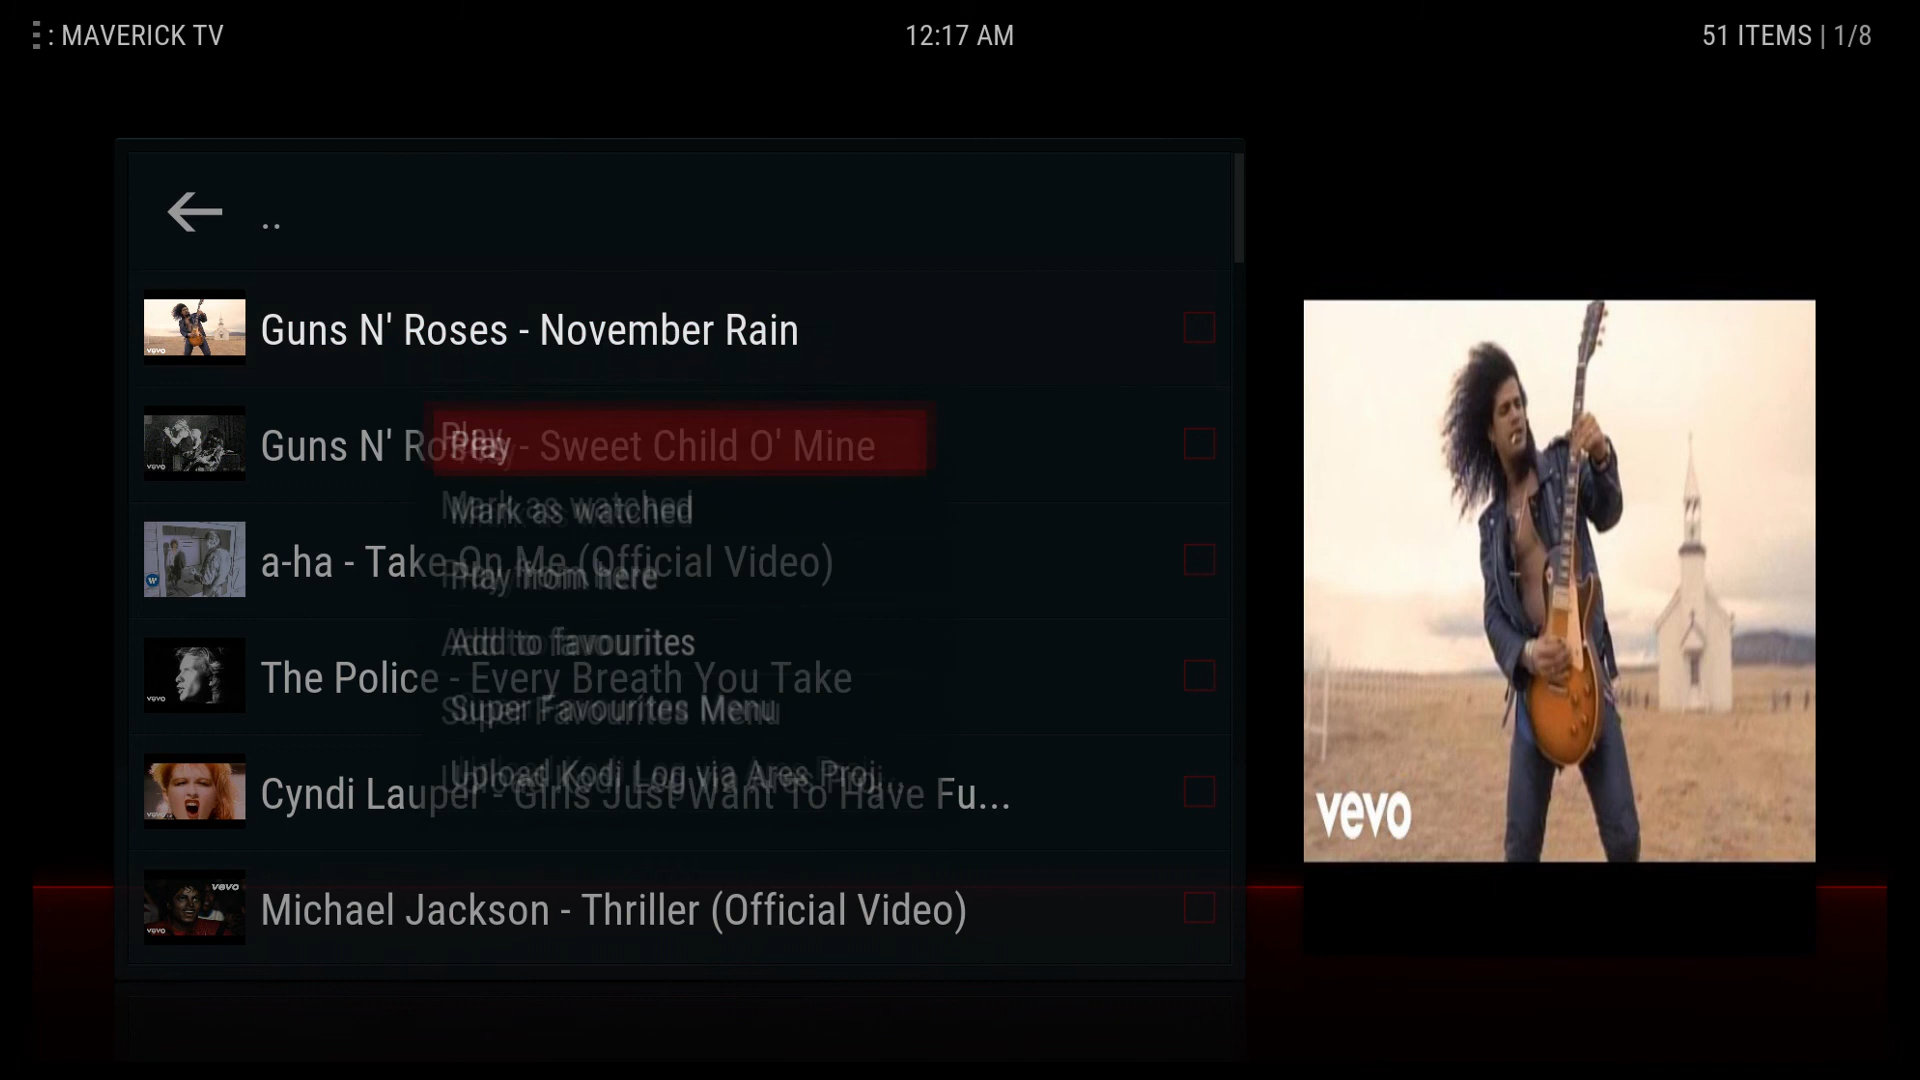 : MAVERICK TV
12:17 AM
51 ITEMS | 1/8
..
Guns N' Roses - November Rain
Guns N' Roses - Sweet Child O' Mine
Play
Mark as watched
a-ha - Take On Me (Official Video)
Play from here
Add to favourites
The Police - Every Breath You Take
Super Favourites Menu
Upload Kodi Log via Ares Proj...
Cyndi Lauper - Girls Just Want To Have Fu...
Michael Jackson - Thriller (Official Video)
vevo